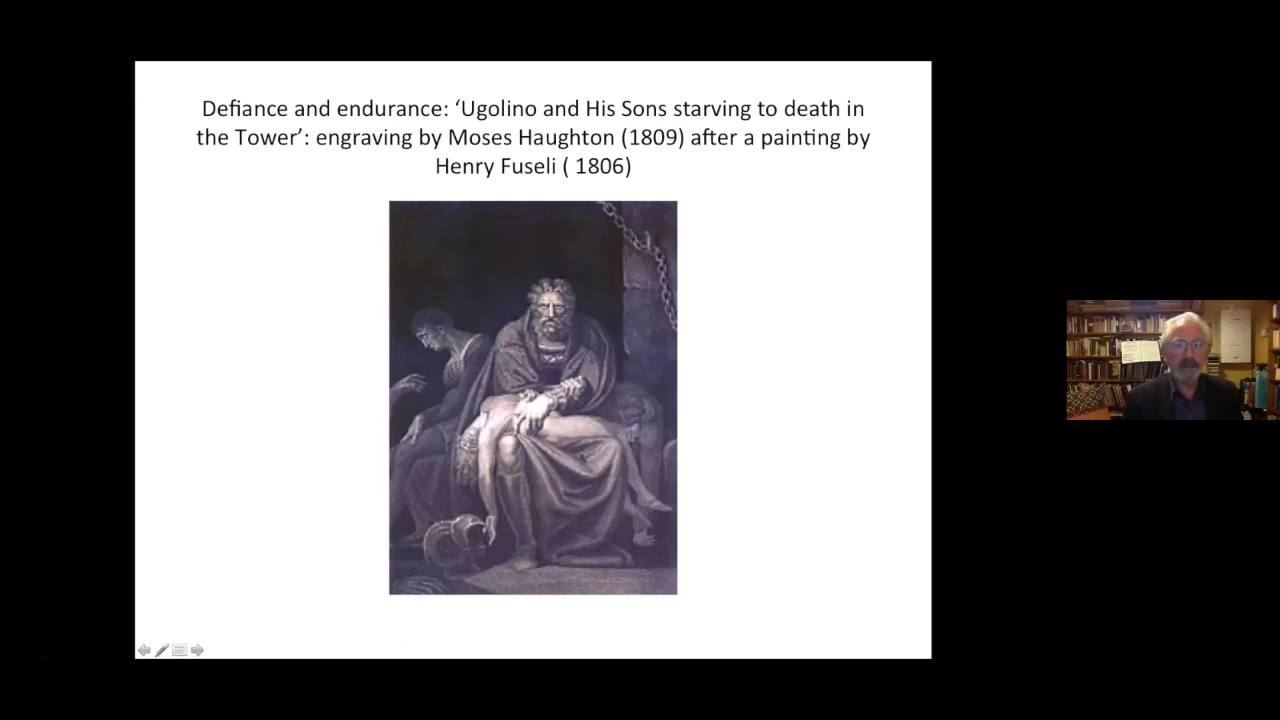 Defiance and endurance: ‘Ugolino and His Sons starving to death in
the Tower’: engraving by Moses Haughton (1809) after a painting by
Henry Fuseli ( 1806)